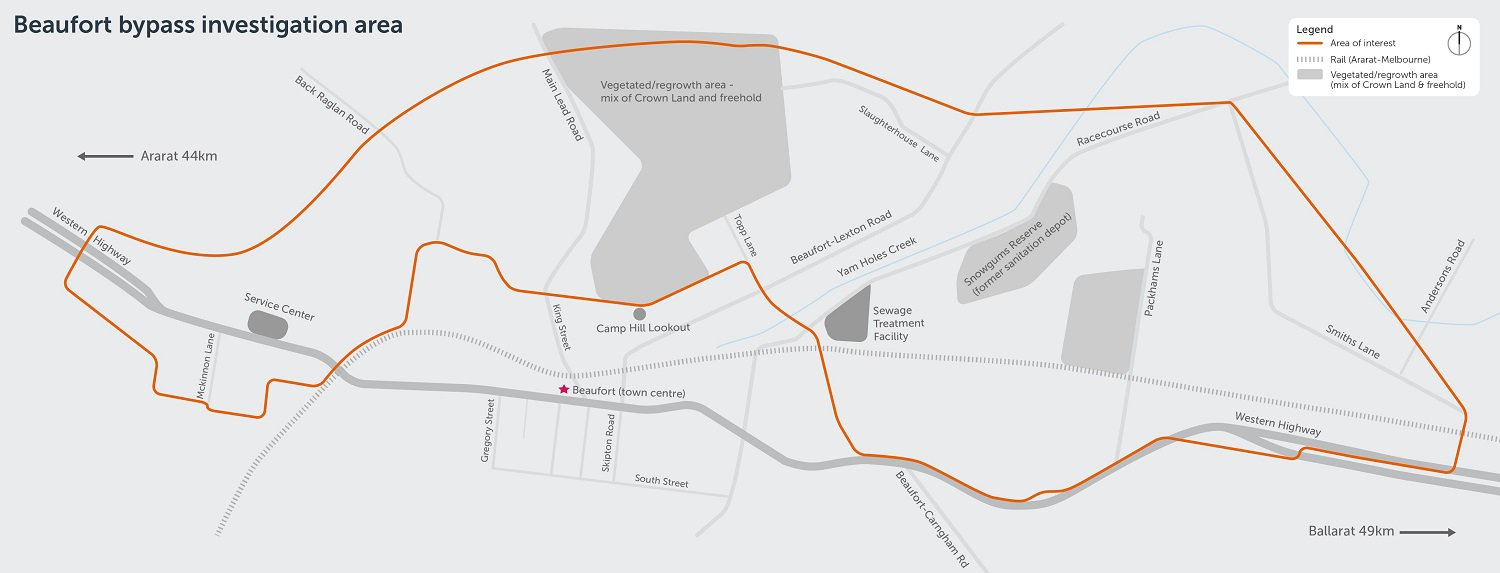 Beaufort bypass investigation area
Legend
N
Area of interest
Rail (Ararat-Melbourne)
Vegetated/regrowth area
(mix of Crown Land & freehold)
Back Raglan Road
Main Lead Road
Vegetated/regrowth area -
mix of Crown Land and freehold
Slaughterhouse Lane
Racecourse Road
Ararat 44km
Western Highway
Topp Lane
Beaufort-Lexton Road
Yam Holes Creek
Snowgums Reserve
(former sanitation depot)
Packhams Lane
Andersons Road
Service Center
King Street
Camp Hill Lookout
Sewage
Treatment
Facility
Smiths Lane
Mckinnon Lane
Beaufort (town centre)
Gregory Street
Skipton Road
South Street
Western Highway
Beaufort-Carngham Rd
Ballarat 49km